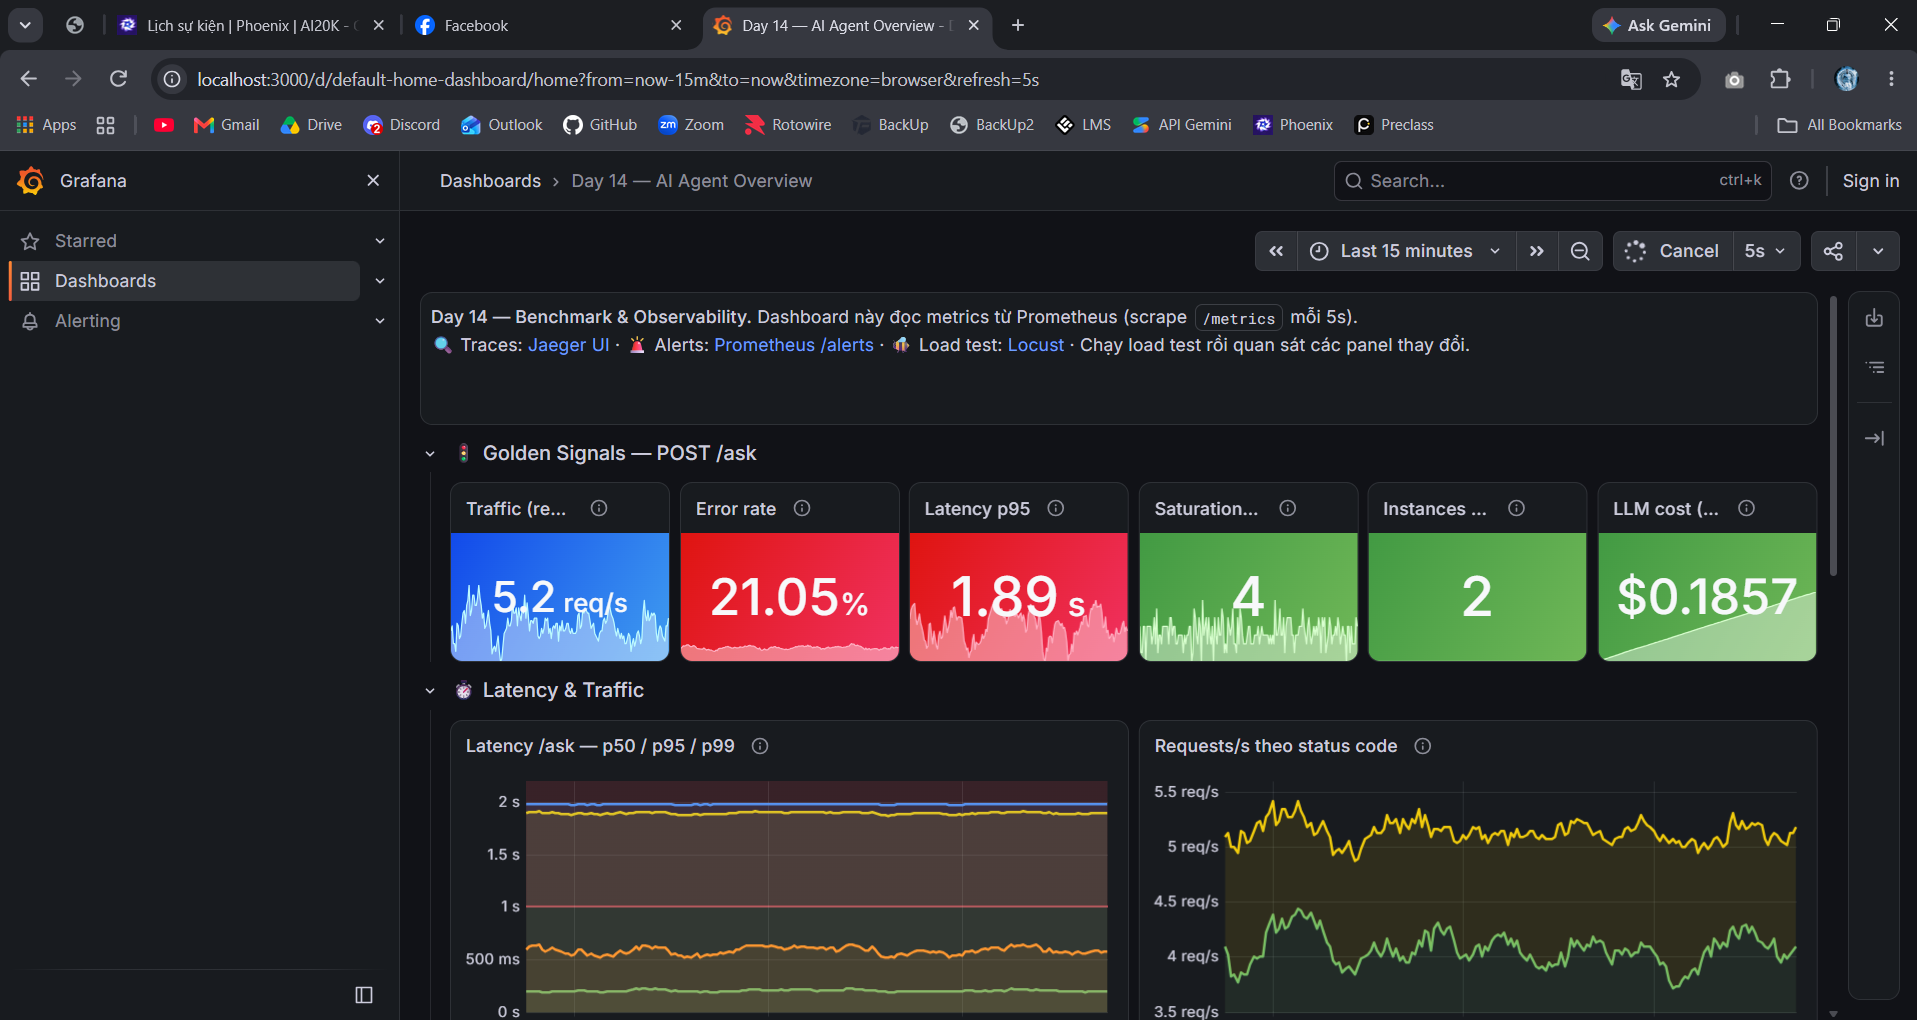 Lịch sự kiện | Phoenix | AI20K -
Facebook
Day 14 — AI Agent Overview -
Ask Gemini
localhost:3000/d/default-home-dashboard/home?from=now-15m&to=now&timezone=browser&refresh=5s
Apps
Gmail
Drive
Discord
Outlook
GitHub
Zoom
Rotowire
BackUp
BackUp2
LMS
API Gemini
Phoenix
Preclass
All Bookmarks
Grafana
Dashboards › Day 14 — AI Agent Overview
Search...
ctrl+k
Sign in
Starred
Dashboards
Alerting
Last 15 minutes
Cancel
5s
Day 14 — Benchmark & Observability. Dashboard này đọc metrics từ Prometheus (scrape /metrics mỗi 5s).
Traces: Jaeger UI · Alerts: Prometheus /alerts · Load test: Locust · Chạy load test rồi quan sát các panel thay đổi.
Golden Signals — POST /ask
Traffic (re...
5.2 req/s
Error rate
21.05%
Latency p95
1.89 s
Saturation...
4
Instances ...
2
LLM cost (...
$0.1857
Latency & Traffic
Latency /ask — p50 / p95 / p99
2 s
1.5 s
1 s
500 ms
0 s
Requests/s theo status code
5.5 req/s
5 req/s
4.5 req/s
4 req/s
3.5 req/s